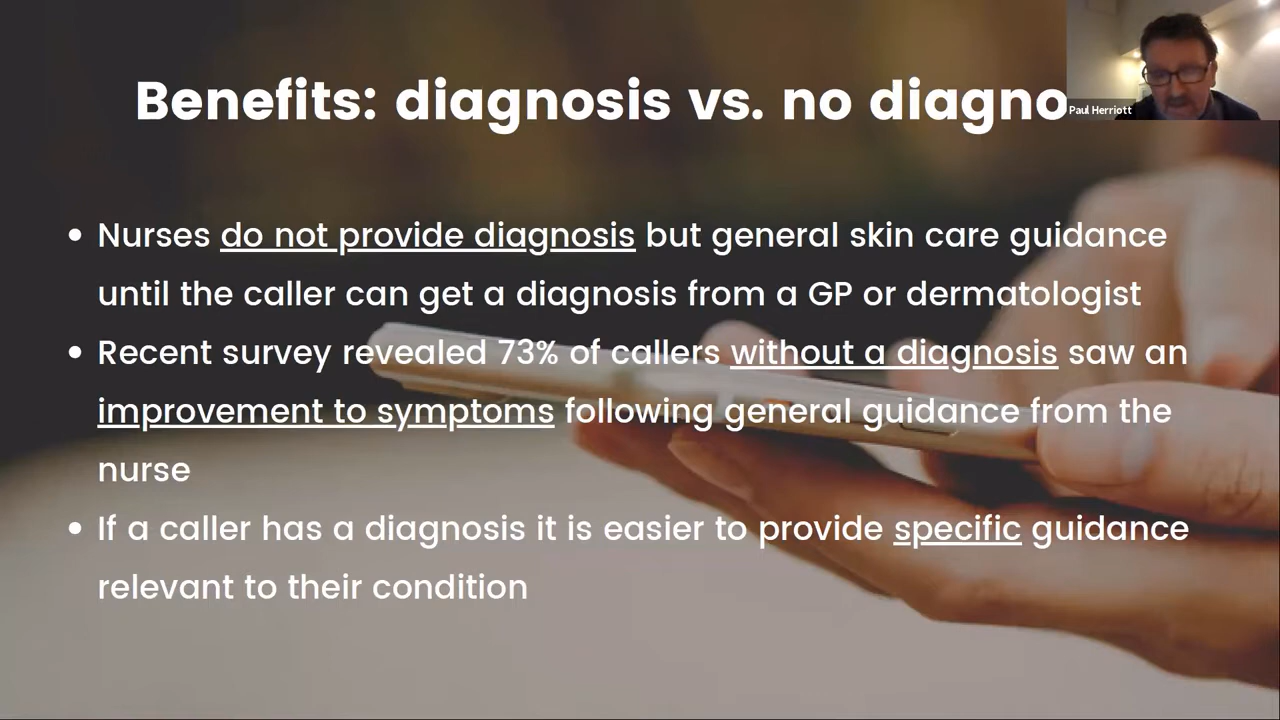 Benefits: diagnosis vs. no diagno
Paul Herriott
• Nurses do not provide diagnosis but general skin care guidance
until the caller can get a diagnosis from a GP or dermatologist
• Recent survey revealed 73% of callers without a diagnosis saw an
improvement to symptoms following general guidance from the
nurse
• If a caller has a diagnosis it is easier to provide specific guidance
relevant to their condition